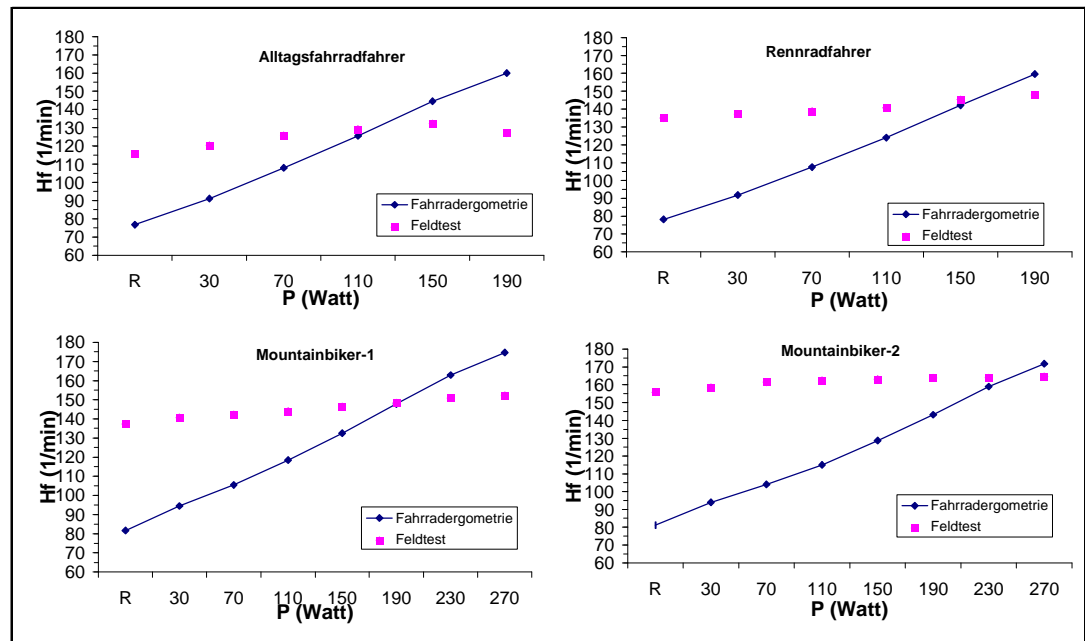 Alltagsfahrradfahrer
Hf (1/min)
180
170
160
150
140
130
120
110
100
90
80
70
60
Fahrradergometrie
Feldtest
R 30 70 110 150 190
P (Watt)
Rennradfahrer
Hf (1/min)
180
170
160
150
140
130
120
110
100
90
80
70
60
Fahrradergometrie
Feldtest
R 30 70 110 150 190
P (Watt)
Mountainbiker-1
Hf (1/min)
180
170
160
150
140
130
120
110
100
90
80
70
60
Fahrradergometrie
Feldtest
R 30 70 110 150 190 230 270
P (Watt)
Mountainbiker-2
Hf (1/min)
180
170
160
150
140
130
120
110
100
90
80
70
60
Fahrradergometrie
Feldtest
R 30 70 110 150 190 230 270
P (Watt)